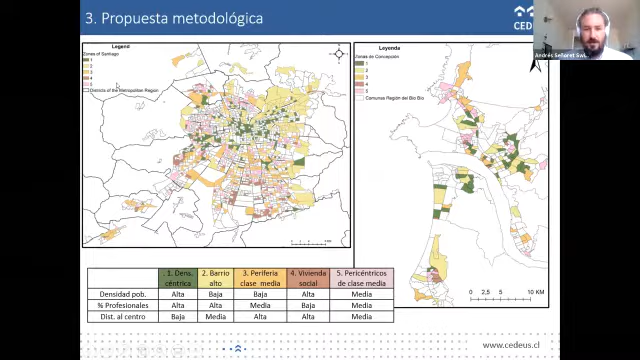 3. Propuesta metodológica
CEDEUS
Andrés Señoret Swi
Legend
Zones of Santiago
1
2
3
4
5
Districts of the Metropolitan Region
Leyenda
Zonas de Concepción
1
2
3
4
5
Comunas Región del Bío Bío
0 2,5 5 10 KM
1. Dens. céntrica 2. Barrio alto 3. Periferia clase media 4. Vivienda social 5. Pericéntricos de clase media
Densidad pob. Alta Baja Baja Alta Media
% Profesionales Alta Alta Media Baja Media
Dist. al centro Baja Media Alta Alta Media
www.cedeus.cl